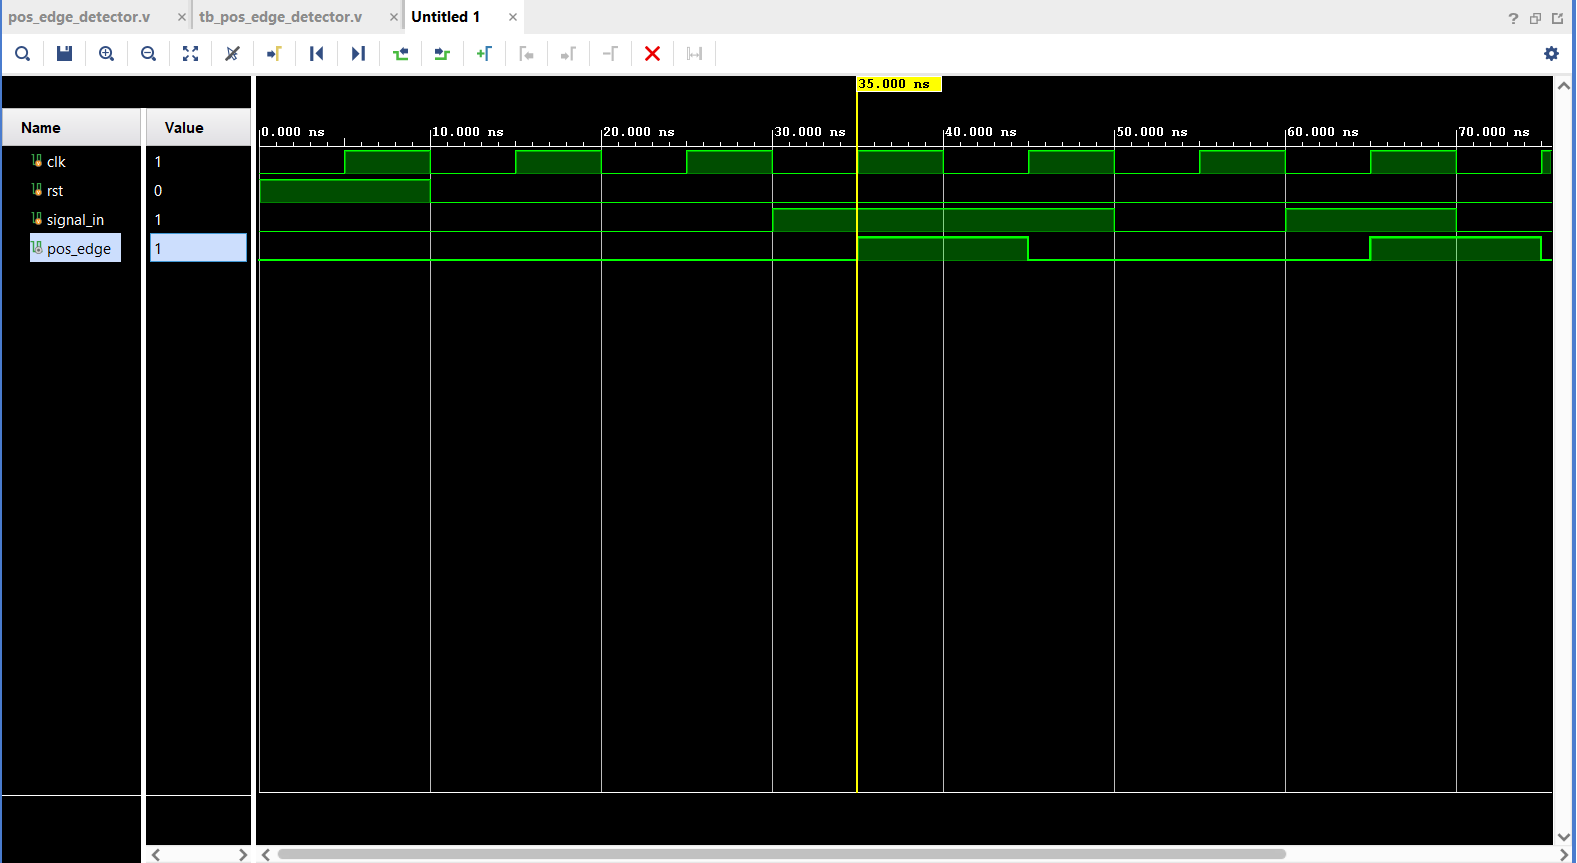 pos_edge_detector.v × tb_pos_edge_detector.v × Untitled 1 × ?
35.000 ns
Name Value 0.000 ns 10.000 ns 20.000 ns 30.000 ns 40.000 ns 50.000 ns 60.000 ns 70.000 ns
clk 1
rst 0
signal_in 1
pos_edge 1